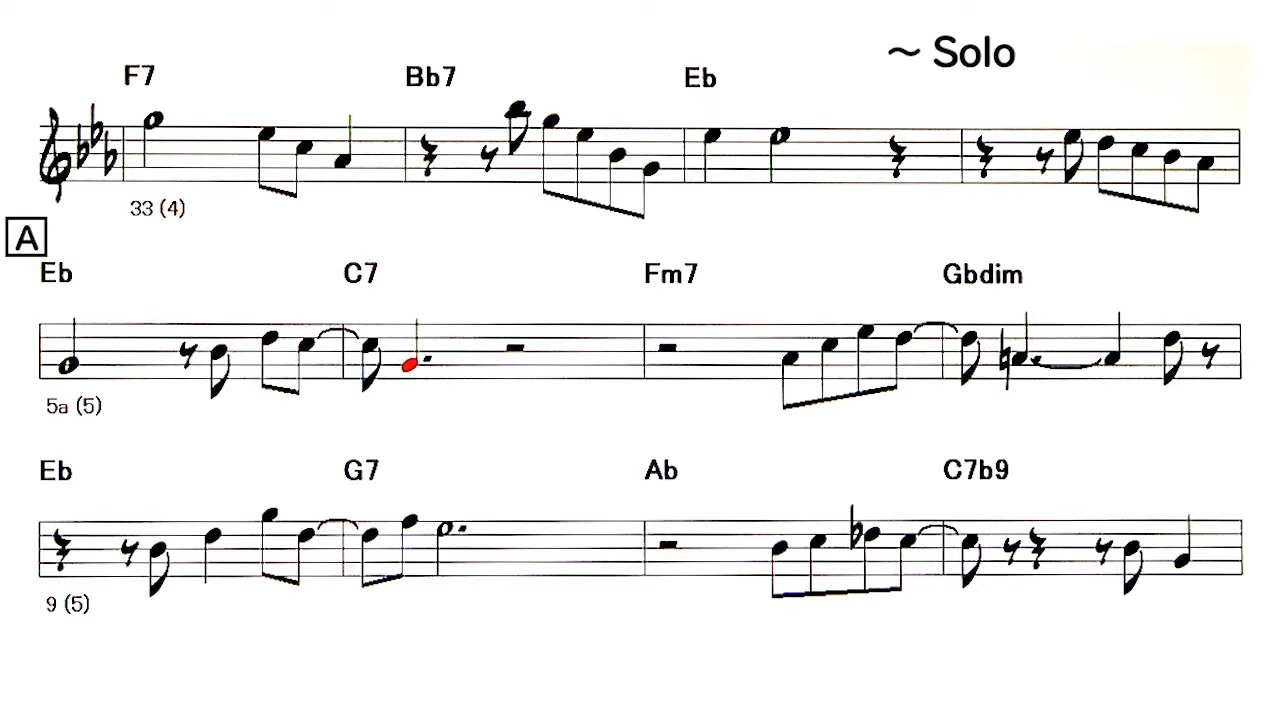 ~ Solo
F7 Bb7 Eb
33 (4)
A
Eb C7 Fm7 Gbdim
5a (5)
Eb G7 Ab C7b9
9 (5)